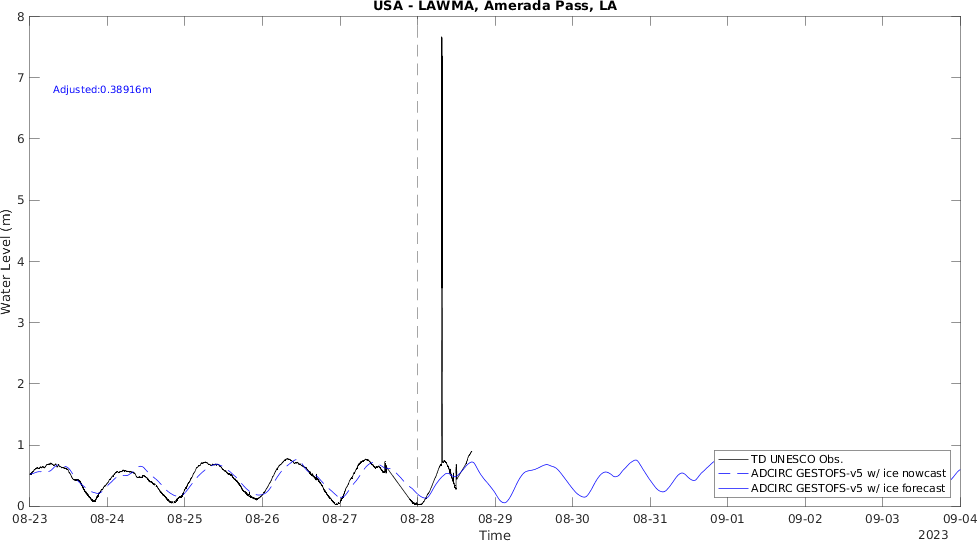 USA - LAWMA, Amerada Pass, LA
8
7
6
5
4
3
2
1
0
Water Level (m)
Adjusted:0.38916m
TD UNESCO Obs.
ADCIRC GESTOFS-v5 w/ ice nowcast
ADCIRC GESTOFS-v5 w/ ice forecast
08-23 08-24 08-25 08-26 08-27 08-28 08-29 08-30 08-31 09-01 09-02 09-03 09-04
Time
2023